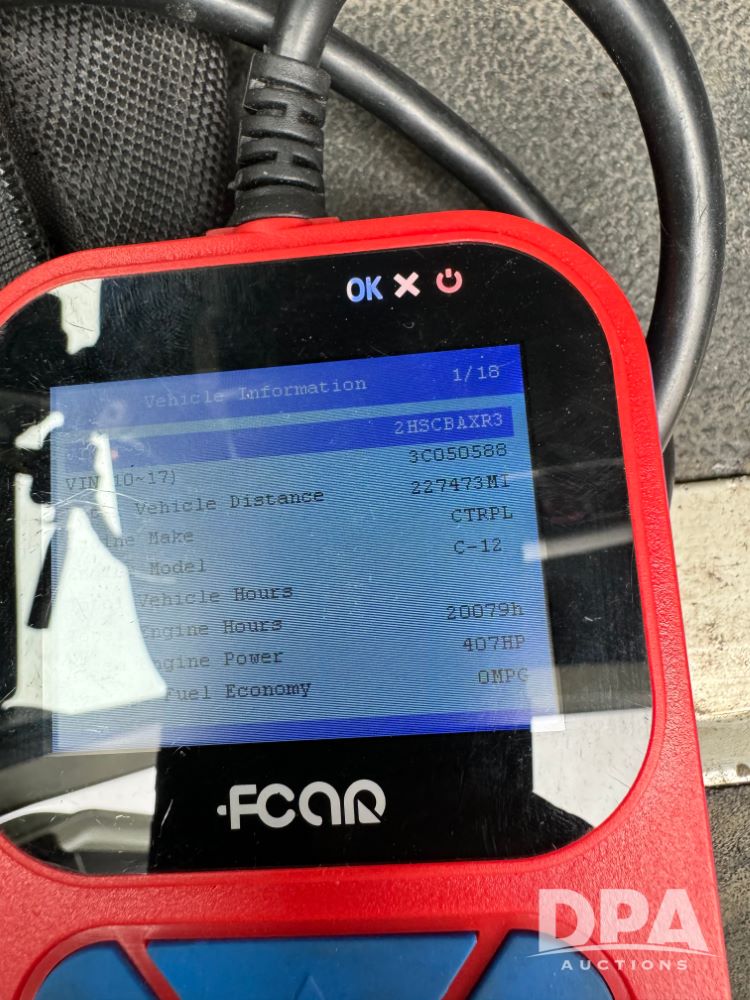 OK
Vehicle Information 1/18
2HSCBAXR3
VIN(10~17) 3C050588
Vehicle Distance 227473MI
Make CTRPL
Model C-12
Vehicle Hours
Engine Hours 20079h
Engine Power 407HP
Fuel Economy 0MPG
FCAR
DPA
AUCTIONS